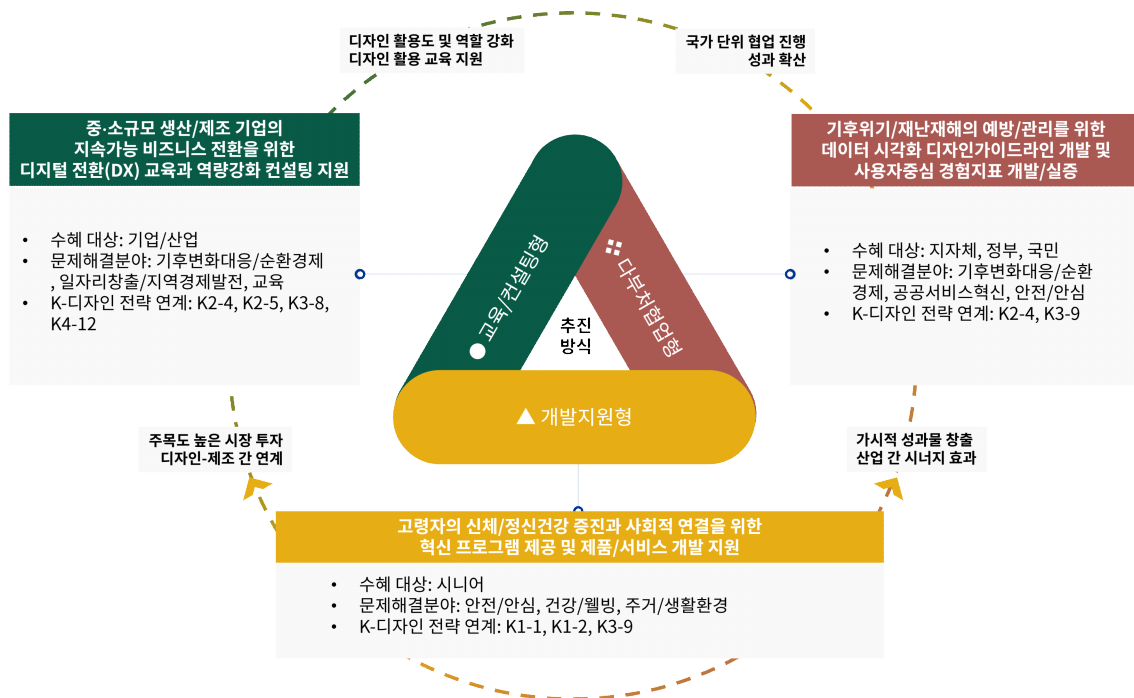 디자인 활용도 및 역할 강화
디자인 활용 교육 지원
국가 단위 협업 진행
성과 확산
중·소규모 생산/제조 기업의
지속가능 비즈니스 전환을 위한
디지털 전환(DX) 교육과 역량강화 컨설팅 지원
• 수혜 대상: 기업/산업
• 문제해결분야: 기후변화대응/순환경제
, 일자리창출/지역경제발전, 교육
• K-디자인 전략 연계: K2-4, K2-5, K3-8,
K4-12
기후위기/재난재해의 예방/관리를 위한
데이터 시각화 디자인가이드라인 개발 및
사용자중심 경험지표 개발/실증
• 수혜 대상: 지자체, 정부, 국민
• 문제해결분야: 기후변화대응/순환
경제, 공공서비스혁신, 안전/안심
• K-디자인 전략 연계: K2-4, K3-9
교육/컨설팅형
다부처협업형
추진
방식
▲ 개발지원형
주목도 높은 시장 투자
디자인-제조 간 연계
가시적 성과물 창출
산업 간 시너지 효과
고령자의 신체/정신건강 증진과 사회적 연결을 위한
혁신 프로그램 제공 및 제품/서비스 개발 지원
• 수혜 대상: 시니어
• 문제해결분야: 안전/안심, 건강/웰빙, 주거/생활환경
• K-디자인 전략 연계: K1-1, K1-2, K3-9